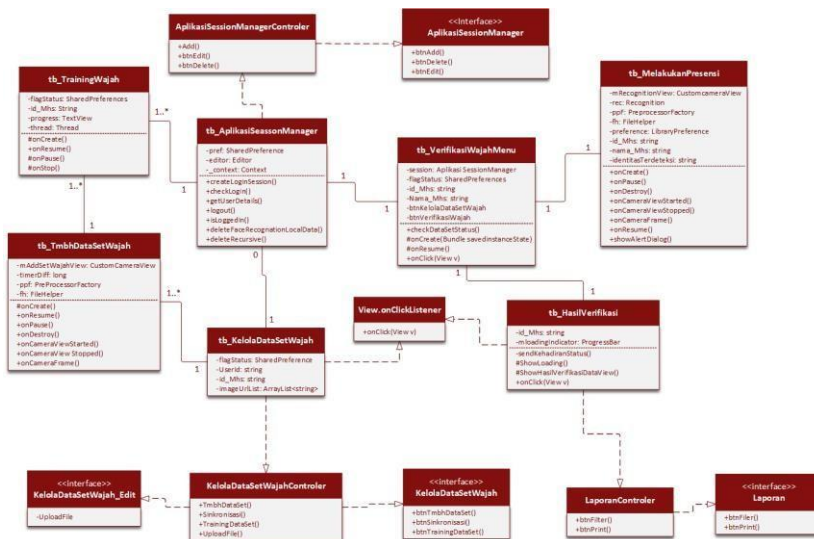 AplikasiSessionManagerControler
+Add()
+btnEdit()
+btnDelete()
<<interface>>
AplikasiSessionManager
+btnAdd()
+btnDelete()
+btnEdit()
tb_TrainingWajah
-flagStatus: SharedPreferences
-id_Mhs: String
-progress: TextView
-thread: Thread
#onCreate()
+onResume()
#onPause()
#onStop()
1..*
1
1..*
1
tb_AplikasiSeassonManager
-pref: SharedPreference
-editor: Editor
-_context: Context
+createLoginSession()
+checkLogin()
+getUserDetails()
+logout()
+isLoggedIn()
+deleteFaceRecognationLocalData()
+deleteRecursive()
1
1
0
1
tb_VerifikasiWajahMenu
-session: Aplikasi SessionManager
-flagStatus: SharedPreferences
-id_Mhs: string
-Nama_Mhs: string
-btnKelolaDataSetWajah
-btnVerifikasiWajah
+checkDataSetStatus()
#onCreate(Bundle savedInstanceState)
#onResume()
+onClick(View v)
1
1
1
1
tb_MelakukanPresensi
-mRecognitionView: CustomcameraView
-rec: Recognition
-ppf: PreprocessorFactory
-fh: FileHelper
-preference: LibraryPreference
-id_Mhs: string
-nama_Mhs: string
-identitasTerdeteksi: string
+onCreate()
+onPause()
+onDestroy()
+onCameraViewStarted()
+onCameraViewStopped()
+onCameraFrame()
+onResume()
+showAlertDialog()
tb_TmbhDataSetWajah
-mAddSetWajahView: CustomCameraView
-timerDiff: long
-ppf: PreProcessorFactory
-fh: FileHelper
#onCreate()
+onResume()
+onPause()
+onDestroy()
+onCameraViewStarted()
+onCameraView Stopped()
+onCameraFrame()
1..*
1
tb_KelolaDataSetWajah
-flagStatus: SharedPreference
-UserId: string
-id_Mhs: string
-imageUrlList: ArrayList<string>
View.onClickListener
+onClick(View v)
tb_HasilVerifikasi
-id_Mhs: string
-mloadingIndicator: ProgressBar
-sendKehadiranStatus()
#ShowLoading()
#ShowHasilVerifikasiDataView()
+onClick(View v)
<<interface>>
KelolaDataSetWajah_Edit
-UploadFile
KelolaDataSetWajahControler
+TmbhDataSet()
+Sinkronisasi()
+TrainingDataSet()
+UploadFile()
<<interface>>
KelolaDataSetWajah
+btnTmbhDataSet()
+btnSinkronisasi()
+btnTrainingDataSet()
LaporanControler
+btnFilter()
+btnPrint()
<<interface>>
Laporan
+btnFiler()
+btnPrint()